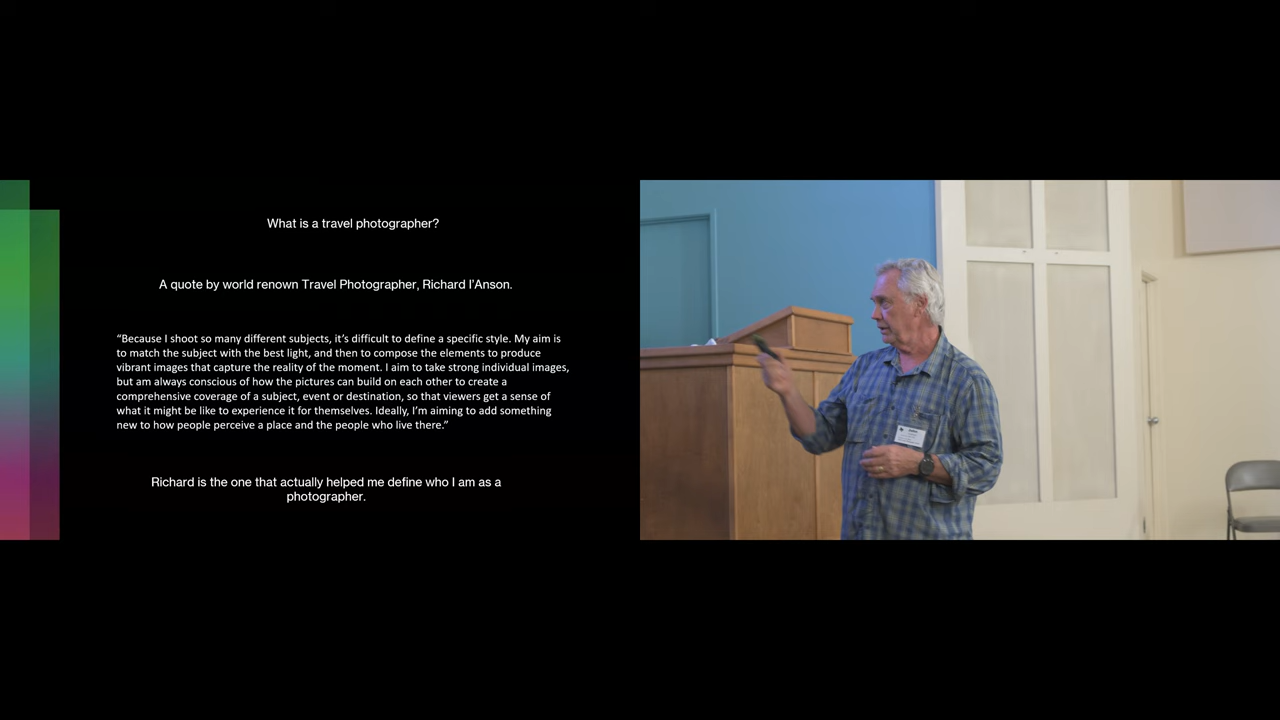 What is a travel photographer?
A quote by world renown Travel Photographer, Richard I'Anson.
“Because I shoot so many different subjects, it’s difficult to define a specific style. My aim is
to match the subject with the best light, and then to compose the elements to produce
vibrant images that capture the reality of the moment. I aim to take strong individual images,
but am always conscious of how the pictures can build on each other to create a
comprehensive coverage of a subject, event or destination, so that viewers get a sense of
what it might be like to experience it for themselves. Ideally, I’m aiming to add something
new to how people perceive a place and the people who live there.”
Richard is the one that actually helped me define who I am as a
photographer.